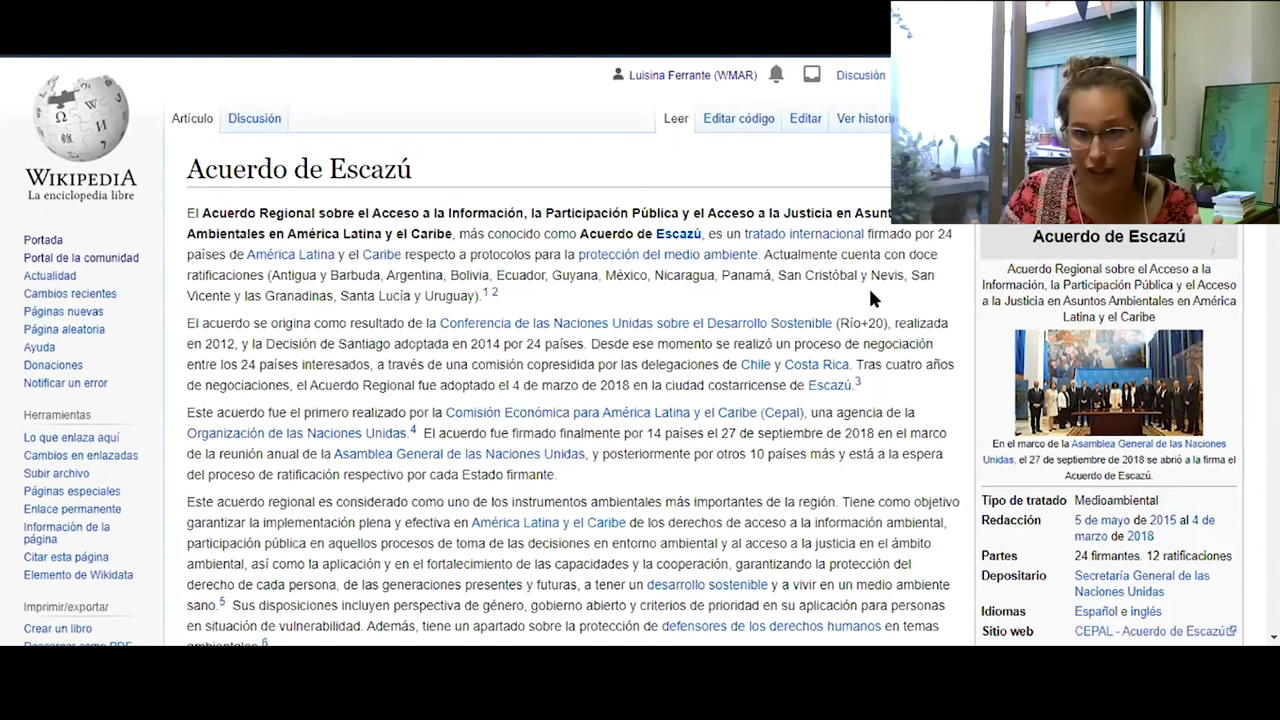 Luisina Ferrante (WMAR)
Discusión
Artículo
Discusión
Leer
Editar código
Editar
Ver histori
WIKIPEDIA
La enciclopedia libre
Portada
Portal de la comunidad
Actualidad
Cambios recientes
Páginas nuevas
Página aleatoria
Ayuda
Donaciones
Notificar un error
Herramientas
Lo que enlaza aquí
Cambios en enlazadas
Subir archivo
Páginas especiales
Enlace permanente
Información de la
página
Citar esta página
Elemento de Wikidata
Imprimir/exportar
Crear un libro
Descargar como PDF
Acuerdo de Escazú
El Acuerdo Regional sobre el Acceso a la Información, la Participación Pública y el Acceso a la Justicia en Asunt
Ambientales en América Latina y el Caribe, más conocido como Acuerdo de Escazú, es un tratado internacional firmado por 24
países de América Latina y el Caribe respecto a protocolos para la protección del medio ambiente. Actualmente cuenta con doce
ratificaciones (Antigua y Barbuda, Argentina, Bolivia, Ecuador, Guyana, México, Nicaragua, Panamá, San Cristóbal y Nevis, San
Vicente y las Granadinas, Santa Lucía y Uruguay).1 2
El acuerdo se origina como resultado de la Conferencia de las Naciones Unidas sobre el Desarrollo Sostenible (Río+20), realizada
en 2012, y la Decisión de Santiago adoptada en 2014 por 24 países. Desde ese momento se realizó un proceso de negociación
entre los 24 países interesados, a través de una comisión copresidida por las delegaciones de Chile y Costa Rica. Tras cuatro años
de negociaciones, el Acuerdo Regional fue adoptado el 4 de marzo de 2018 en la ciudad costarricense de Escazú.3
Este acuerdo fue el primero realizado por la Comisión Económica para América Latina y el Caribe (Cepal), una agencia de la
Organización de las Naciones Unidas.4 El acuerdo fue firmado finalmente por 14 países el 27 de septiembre de 2018 en el marco
de la reunión anual de la Asamblea General de las Naciones Unidas, y posteriormente por otros 10 países más y está a la espera
del proceso de ratificación respectivo por cada Estado firmante.
Este acuerdo regional es considerado como uno de los instrumentos ambientales más importantes de la región. Tiene como objetivo
garantizar la implementación plena y efectiva en América Latina y el Caribe de los derechos de acceso a la información ambiental,
participación pública en aquellos procesos de toma de las decisiones en entorno ambiental y al acceso a la justicia en el ámbito
ambiental, así como la aplicación y en el fortalecimiento de las capacidades y la cooperación, garantizando la protección del
derecho de cada persona, de las generaciones presentes y futuras, a tener un desarrollo sostenible y a vivir en un medio ambiente
sano.5 Sus disposiciones incluyen perspectiva de género, gobierno abierto y criterios de prioridad en su aplicación para personas
en situación de vulnerabilidad. Además, tiene un apartado sobre la protección de defensores de los derechos humanos en temas
ambientales.6
Acuerdo de Escazú
Acuerdo Regional sobre el Acceso a la
Información, la Participación Pública y el Acceso
a la Justicia en Asuntos Ambientales en América
Latina y el Caribe
En el marco de la Asamblea General de las Naciones
Unidas, el 27 de septiembre de 2018 se abrió a la firma el
Acuerdo de Escazú.
Tipo de tratado Medioambiental
Redacción 5 de mayo de 2015 al 4 de
marzo de 2018
Partes 24 firmantes. 12 ratificaciones
Depositario Secretaría General de las
Naciones Unidas
Idiomas Español e inglés
Sitio web CEPAL - Acuerdo de Escazú